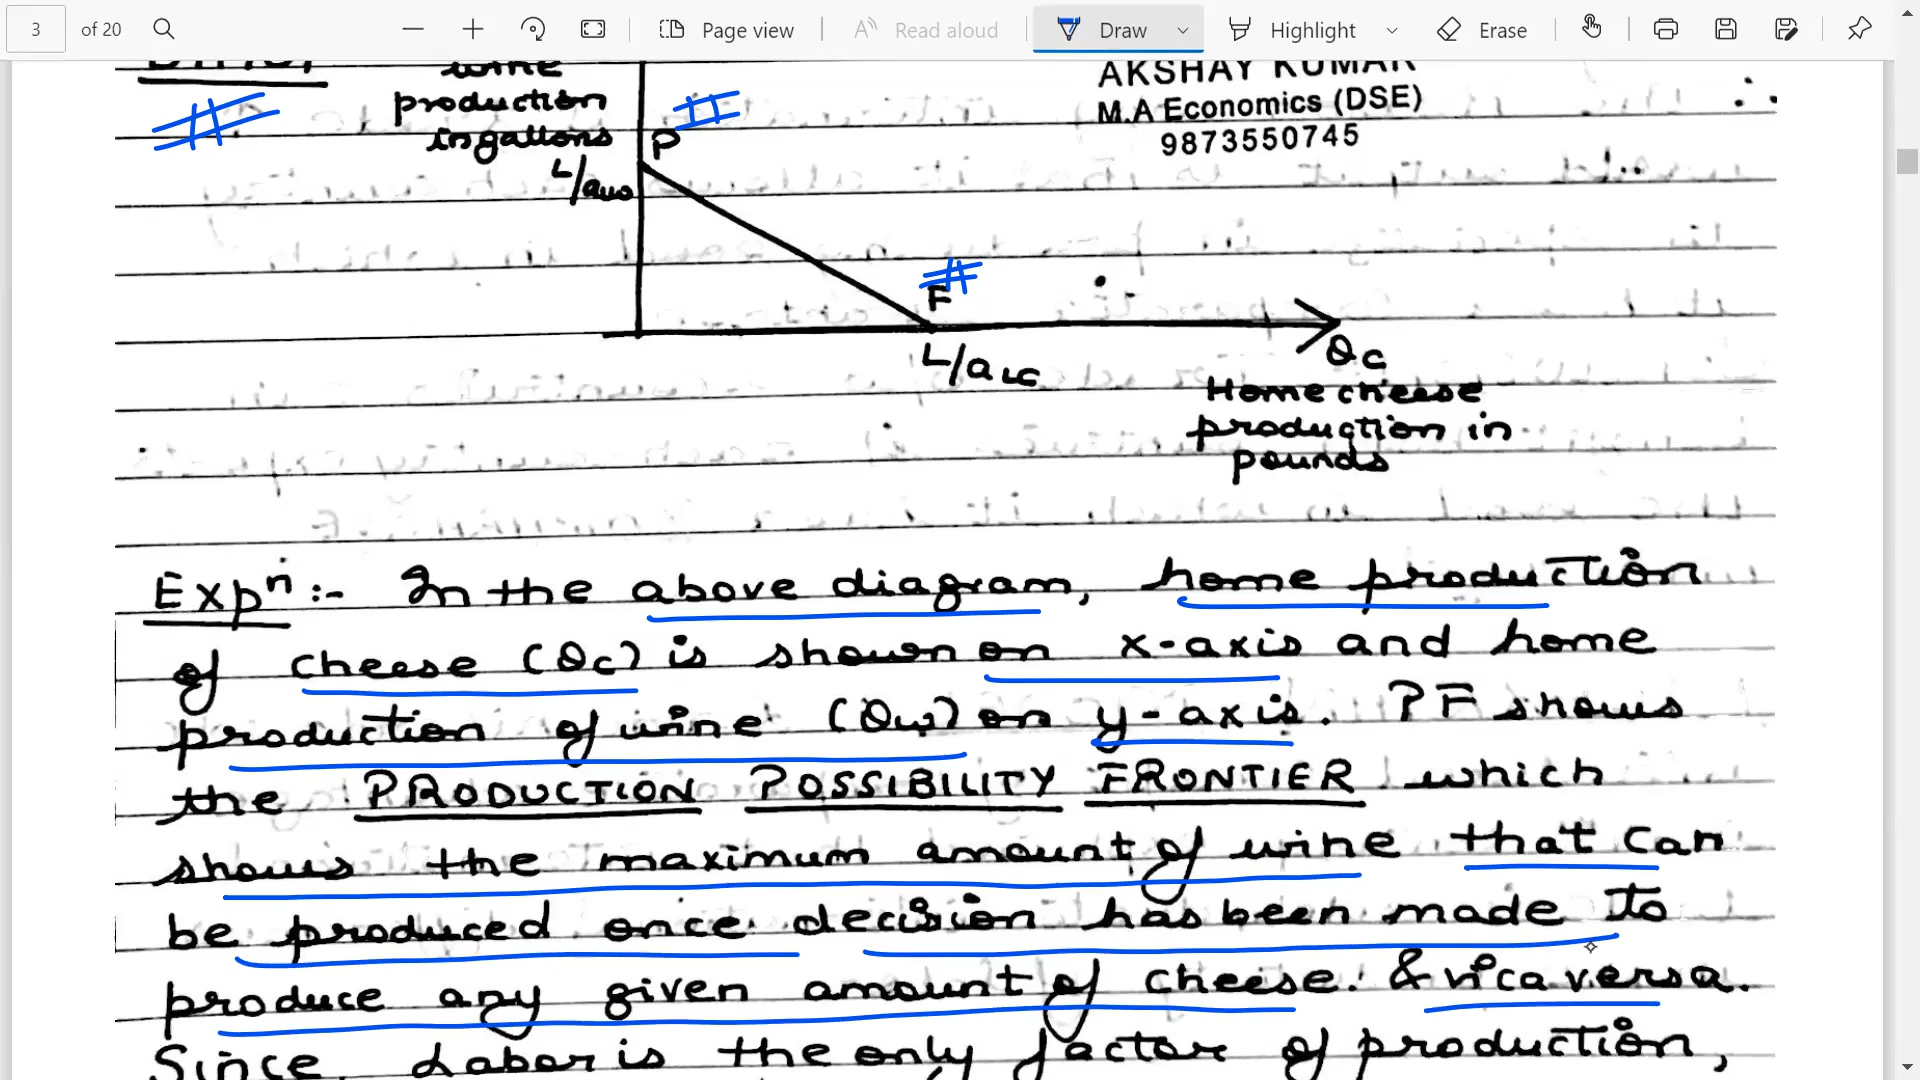 3 of 20 Page view Read aloud Draw Highlight Erase
wine
production
in gallons
AKSHAY KUMAR
M.A Economics (DSE)
9873550745
P
F
Qc
Home cheese
production in
pounds
Expn :- In the above diagram, home production
of cheese (Qc) is shown on x-axis and home
production of wine (Qw) on y-axis. PF shows
the PRODUCTION POSSIBILITY FRONTIER which
shows the maximum amount of wine that can
be produced once decision has been made to
produce any given amount of cheese. & vica versa.
Since Labor is the only factor of production,